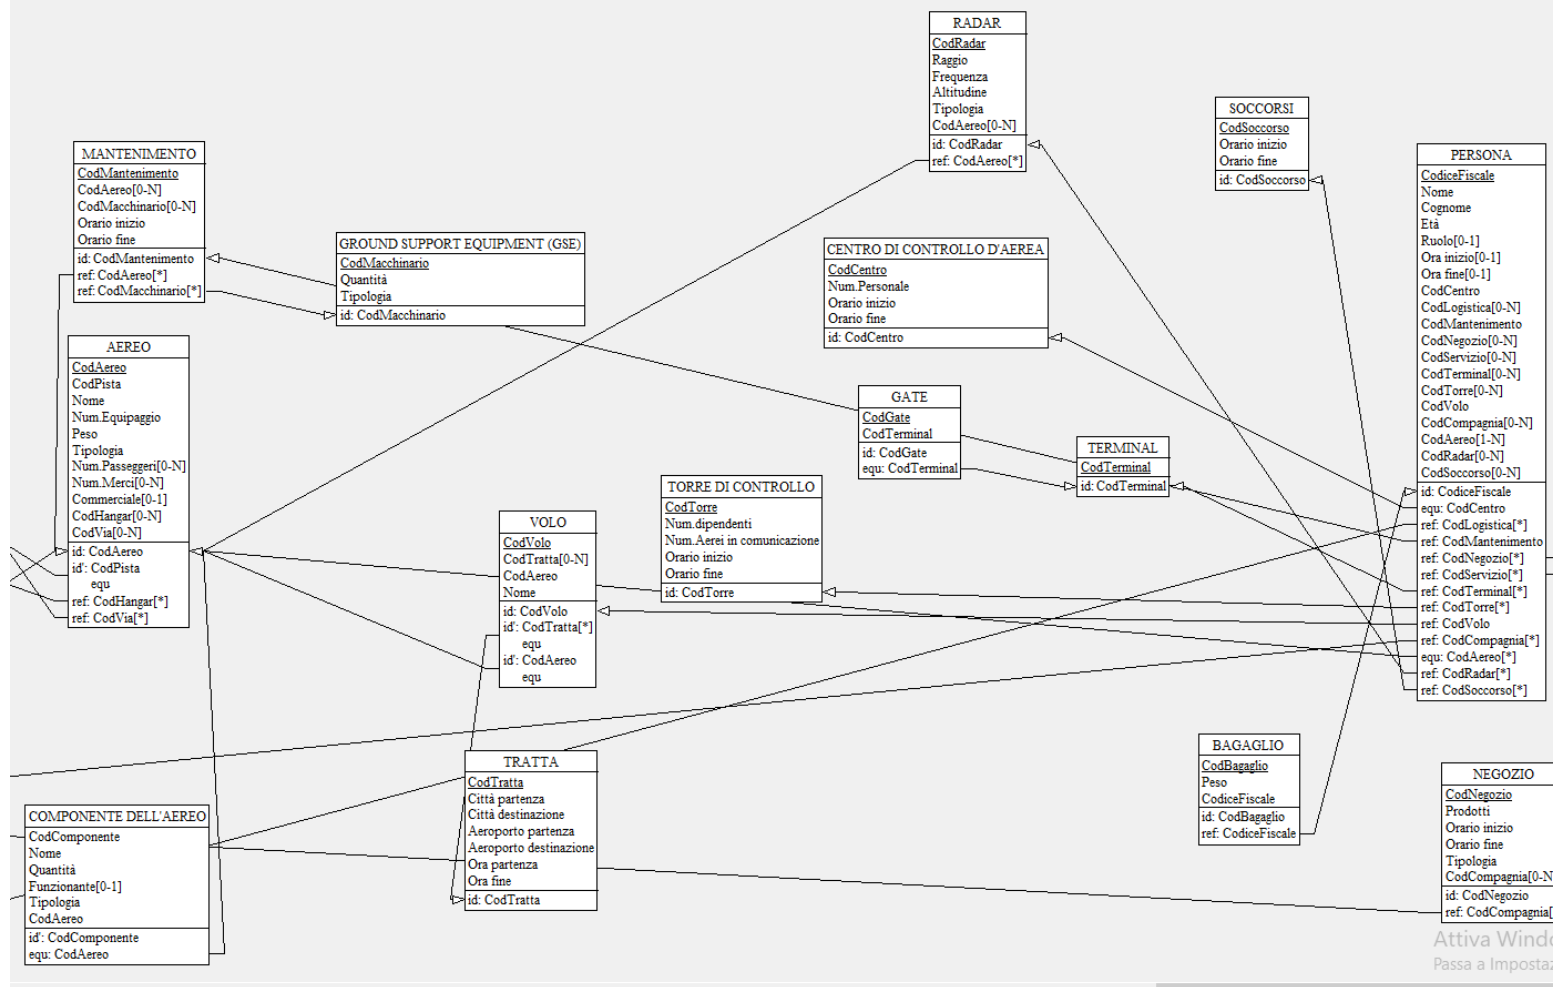 RADAR
CodRadar
Raggio
Frequenza
Altitudine
Tipologia
CodAereo[0-N]
id: CodRadar
ref: CodAereo[*]
SOCCORSI
CodSoccorso
Orario inizio
Orario fine
id: CodSoccorso
MANTENIMENTO
CodMantenimento
CodAereo[0-N]
CodMacchinario[0-N]
Orario inizio
Orario fine
id: CodMantenimento
ref: CodAereo[*]
ref: CodMacchinario[*]
PERSONA
CodiceFiscale
Nome
Cognome
Età
Ruolo[0-1]
Ora inizio[0-1]
Ora fine[0-1]
CodCentro
CodLogistica[0-N]
CodMantenimento
CodNegozio[0-N]
CodServizio[0-N]
CodTerminal[0-N]
CodTorre[0-N]
CodVolo
CodCompagnia[0-N]
CodAereo[1-N]
CodRadar[0-N]
CodSoccorso[0-N]
id: CodiceFiscale
equ: CodCentro
ref: CodLogistica[*]
ref: CodMantenimento
ref: CodNegozio[*]
ref: CodServizio[*]
ref: CodTerminal[*]
ref: CodTorre[*]
ref: CodVolo
ref: CodCompagnia[*]
equ: CodAereo[*]
ref: CodRadar[*]
ref: CodSoccorso[*]
GROUND SUPPORT EQUIPMENT (GSE)
CodMacchinario
Quantità
Tipologia
id: CodMacchinario
CENTRO DI CONTROLLO D'AEREA
CodCentro
Num.Personale
Orario inizio
Orario fine
id: CodCentro
AEREO
CodAereo
CodPista
Nome
Num.Equipaggio
Peso
Tipologia
Num.Passeggeri[0-N]
Num.Merci[0-N]
Commerciale[0-1]
CodHangar[0-N]
CodVia[0-N]
id: CodAereo
id': CodPista
equ
ref: CodHangar[*]
ref: CodVia[*]
GATE
CodGate
CodTerminal
id: CodGate
equ: CodTerminal
TERMINAL
CodTerminal
id: CodTerminal
TORRE DI CONTROLLO
CodTorre
Num.dipendenti
Num.Aerei in comunicazione
Orario inizio
Orario fine
id: CodTorre
VOLO
CodVolo
CodTratta[0-N]
CodAereo
Nome
id: CodVolo
id': CodTratta[*]
equ
id': CodAereo
equ
TRATTA
CodTratta
Città partenza
Città destinazione
Aeroporto partenza
Aeroporto destinazione
Ora partenza
Ora fine
id: CodTratta
BAGAGLIO
CodBagaglio
Peso
CodiceFiscale
id: CodBagaglio
ref: CodiceFiscale
NEGOZIO
CodNegozio
Prodotti
Orario inizio
Orario fine
Tipologia
CodCompagnia[0-N
id: CodNegozio
ref: CodCompagnia[
COMPONENTE DELL'AEREO
CodComponente
Nome
Quantità
Funzionante[0-1]
Tipologia
CodAereo
id': CodComponente
equ: CodAereo
Attiva Windo
Passa a Impostaz